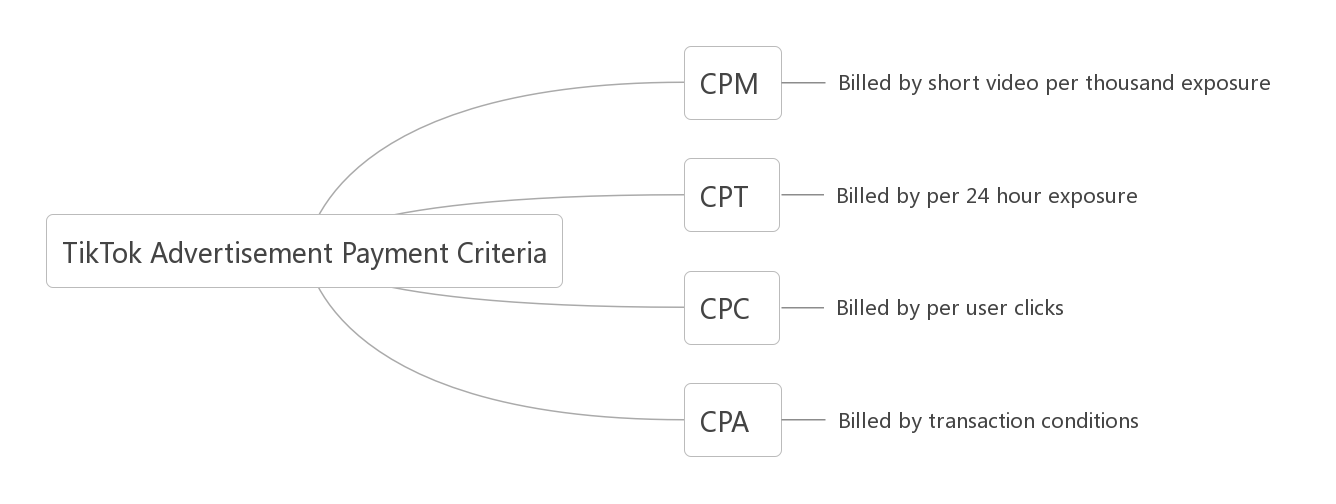 TikTok Advertisement Payment Criteria
CPM
Billed by short video per thousand exposure
CPT
Billed by per 24 hour exposure
CPC
Billed by per user clicks
CPA
Billed by transaction conditions